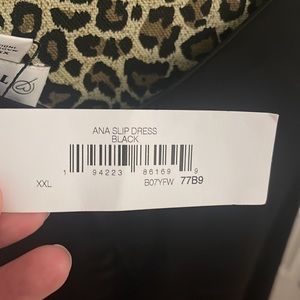 ANA SLIP DRESS
BLACK
1 94223 86169 9
XXL B07YFW 77B9